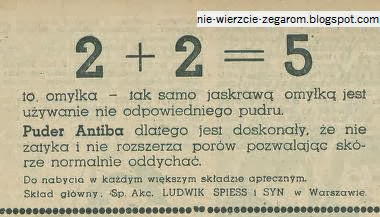 nie-wierzcie-zegarom.blogspot.com
2 + 2 = 5
to omyłka - tak samo jaskrawą omyłką jest
używanie nie odpowiedniego pudru.
Puder Antiba dlatego jest doskonały, że nie
zatyka i nie rozszerza porów pozwalając skó-
rze normalnie oddychać.
Do nabycia w każdym większym składzie aptecznym.
Skład główny: Sp. Akc. LUDWIK SPIESS i SYN w Warszawie.